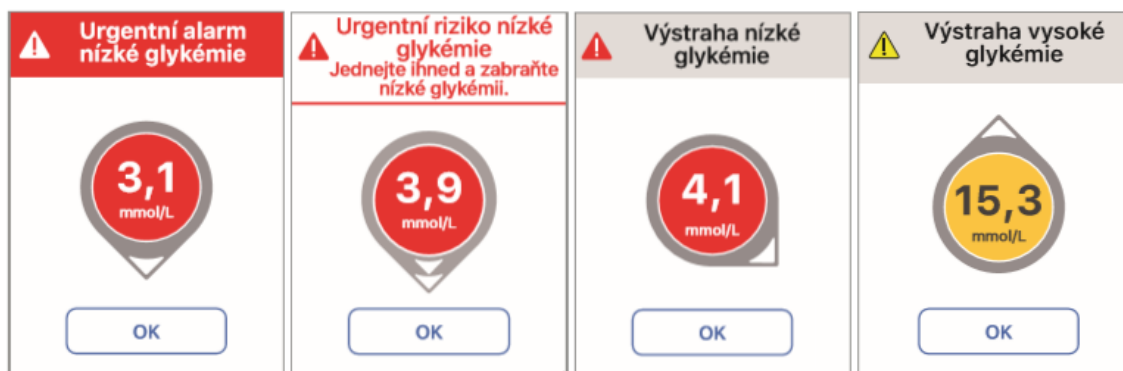 Urgentní alarm
nízké glykémie
3,1
mmol/L
OK
Urgentní riziko nízké
glykémie
Jednejte ihned a zabraňte
nízké glykémii.
3,9
mmol/L
OK
Výstraha nízké
glykémie
4,1
mmol/L
OK
Výstraha vysoké
glykémie
15,3
mmol/L
OK